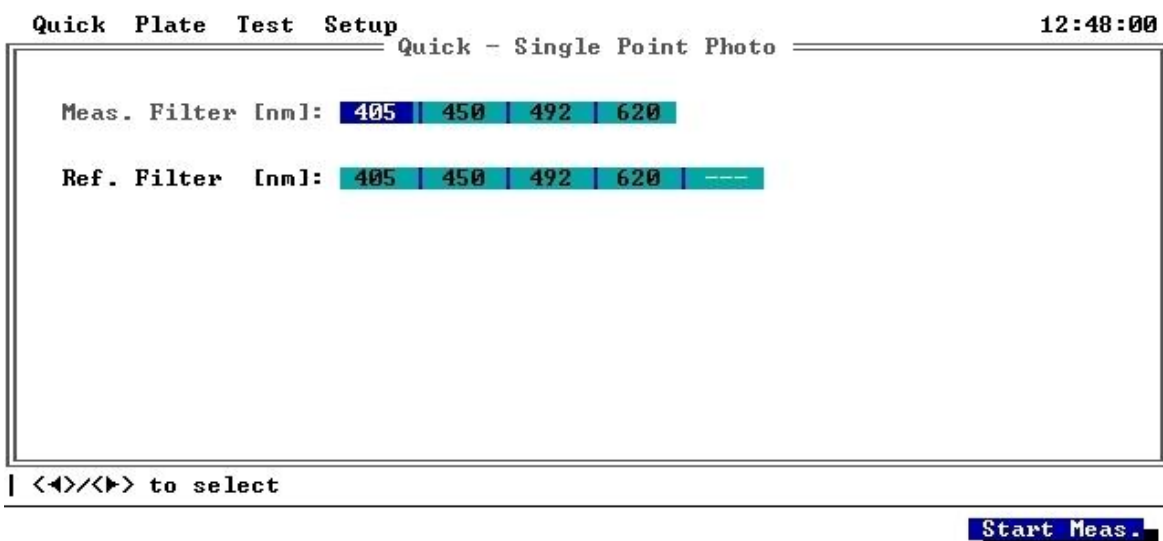 Quick Plate Test Setup 12:48:00
Quick - Single Point Photo
Meas. Filter [nm]: 405 | 450 | 492 | 620
Ref. Filter [nm]: 405 | 450 | 492 | 620 | ---
<◄>/<►> to select
Start Meas.